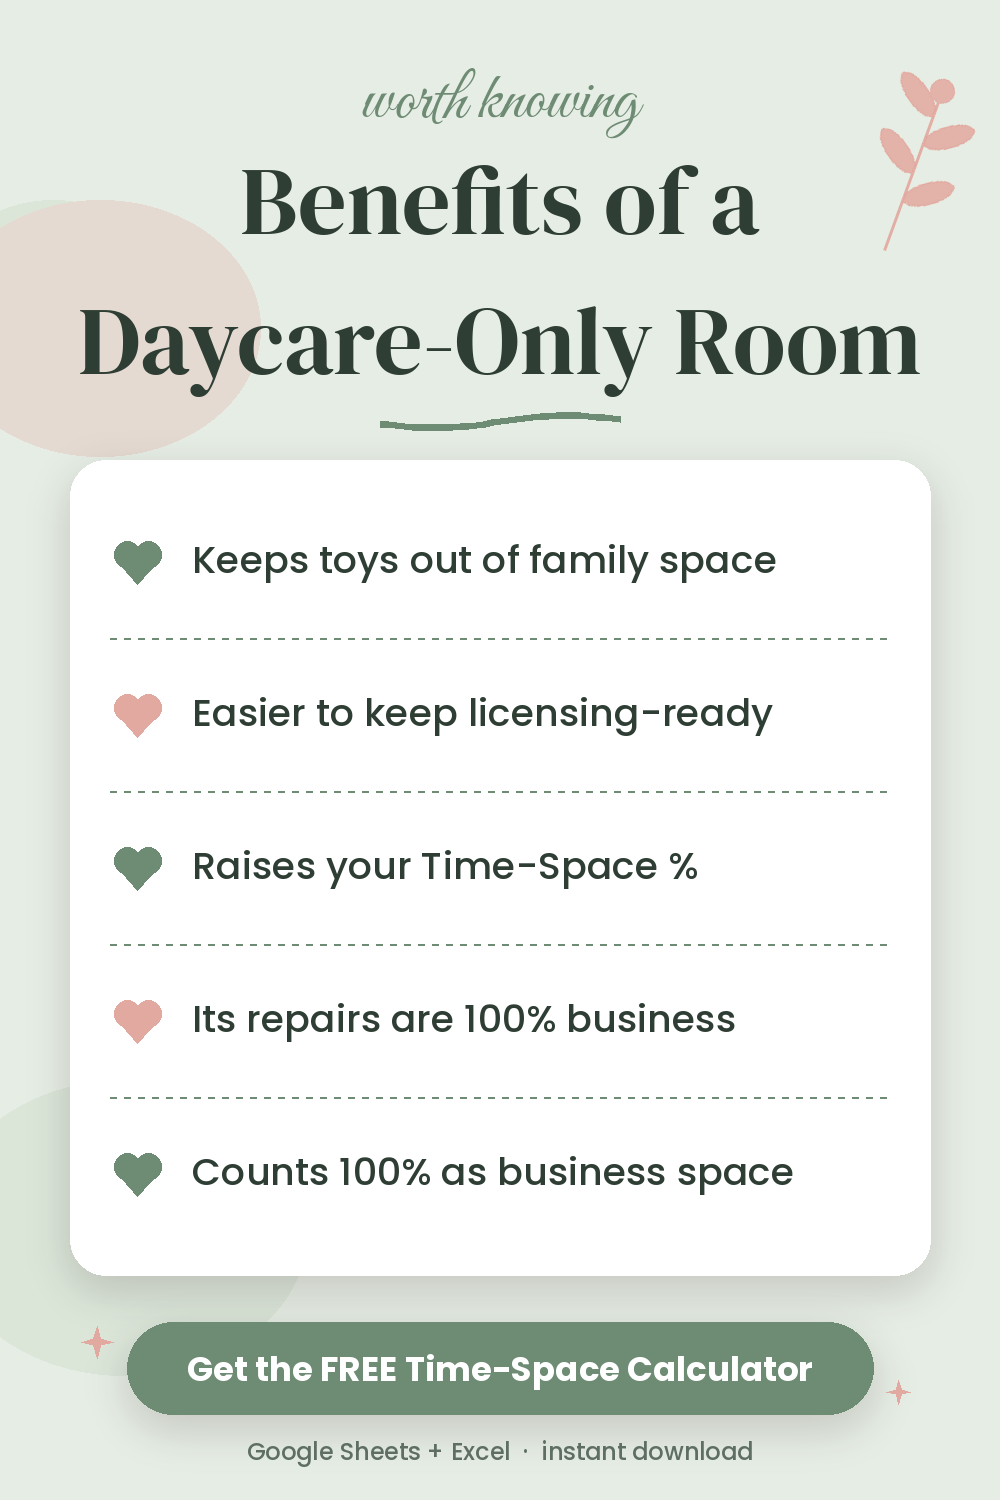 worth knowing
Benefits of a
Daycare-Only Room
Keeps toys out of family space
Easier to keep licensing-ready
Raises your Time-Space %
Its repairs are 100% business
Counts 100% as business space
Get the FREE Time-Space Calculator
Google Sheets + Excel · instant download